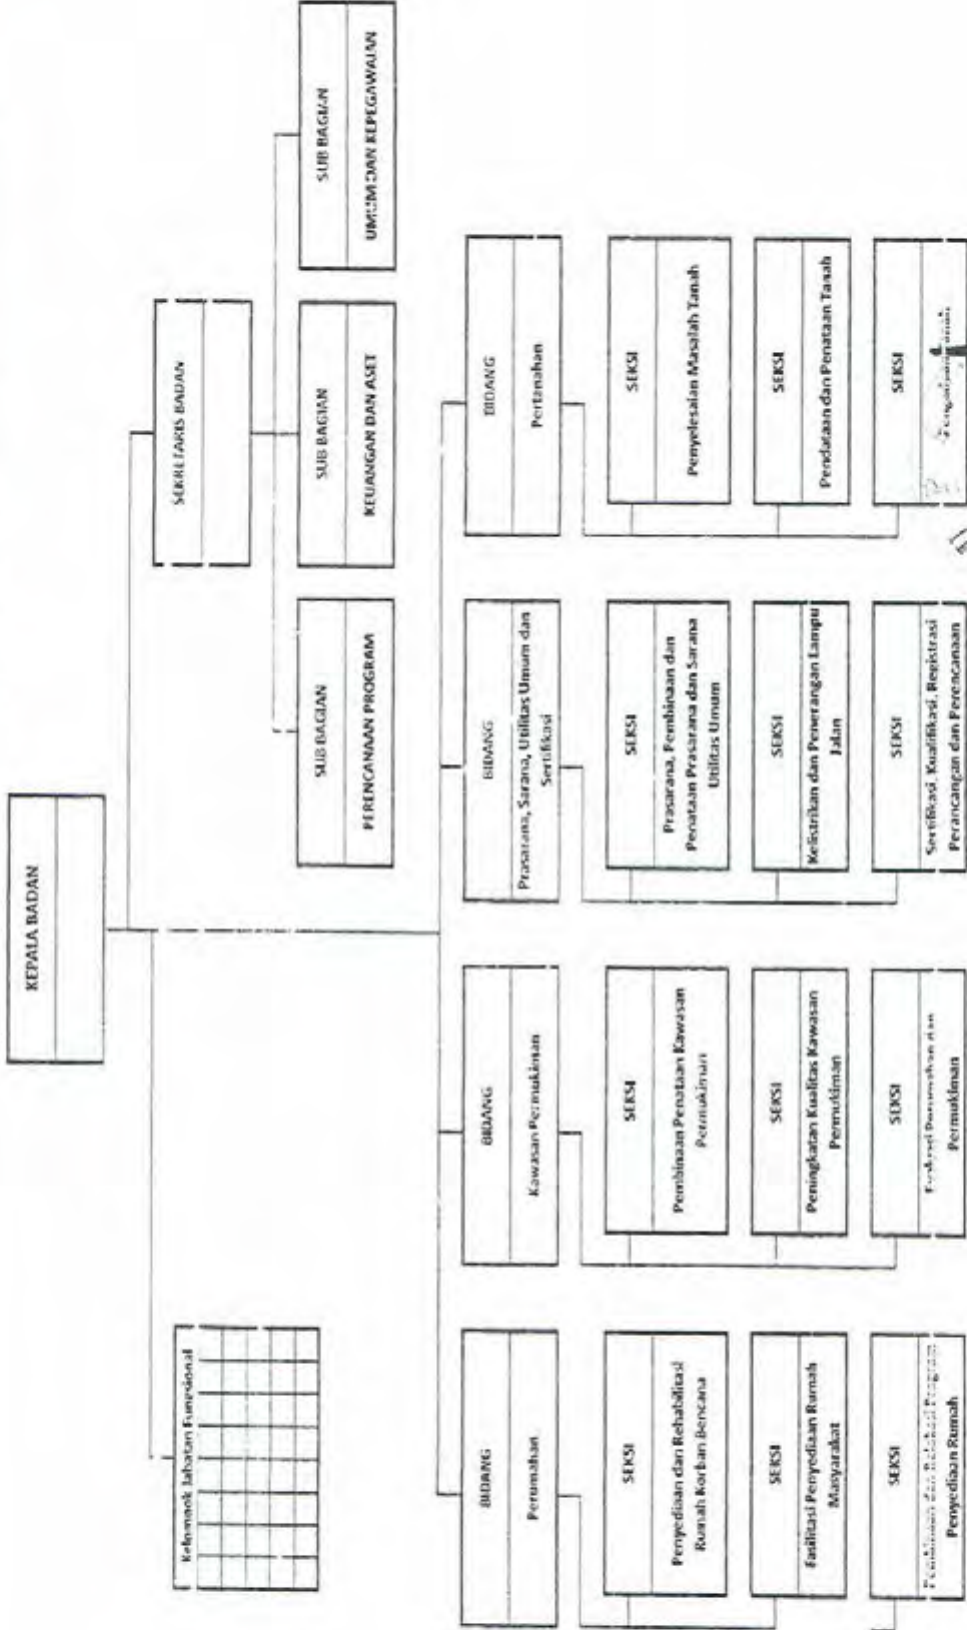 KEPALA BADAN
Kelompok Jabatan Fungsional
SEKRETARIS BADAN
SUB BAGIAN
PERENCANAAN PROGRAM
SUB BAGIAN
KEUANGAN DAN ASET
SUB BAGIAN
UMUM DAN KEPEGAWAIAN
BIDANG
Perumahan
SEKSI
Penyediaan dan Rehabilitasi
Rumah Korban Bencana
SEKSI
Fasilitasi Penyediaan Rumah
Masyarakat
SEKSI
Program
Penyediaan Rumah
BIDANG
Kawasan Permukiman
SEKSI
Pembinaan Penataan Kawasan
Permukiman
SEKSI
Peningkatan Kualitas Kawasan
Permukiman
SEKSI
Perumahan dan
Permukiman
BIDANG
Prasarana, Sarana, Utilitas Umum dan
Sertifikasi
SEKSI
Prasarana, Pembinaan dan
Penataan Prasarana dan Sarana
Utilitas Umum
SEKSI
Kelistrikan dan Penerangan Lampu
Jalan
SEKSI
Sertifikasi, Kualifikasi, Registrasi
Perancangan dan Perencanaan
BIDANG
Pertanahan
SEKSI
Penyelesaian Masalah Tanah
SEKSI
Pendataan dan Penataan Tanah
SEKSI